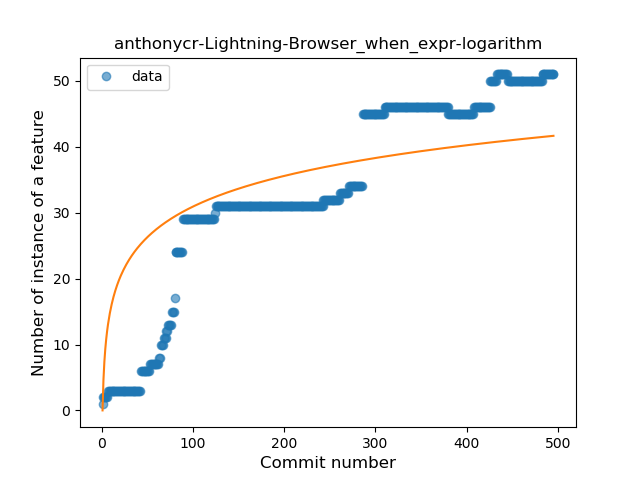 anthonycr-Lightning-Browser_when_expr-logarithm
data
Number of instance of a feature
50
40
30
20
10
0
0 100 200 300 400 500
Commit number